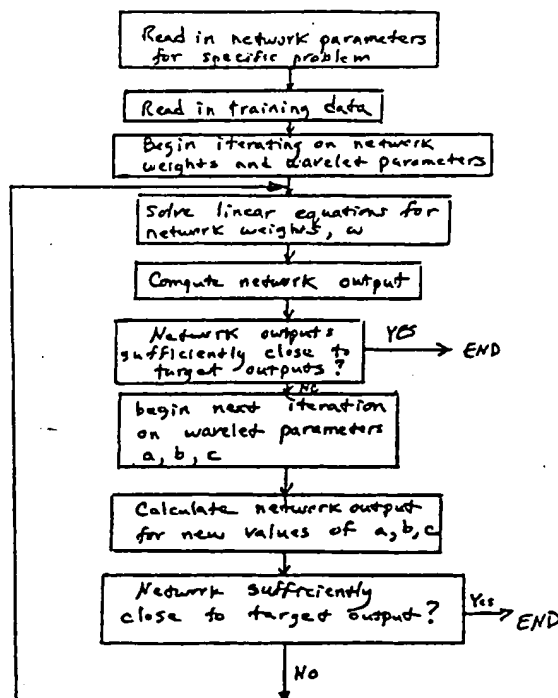 Read in network parameters
for specific problem
Read in training data
Begin iterating on network
weights and wavelet parameters
Solve linear equations for
network weights, w
Compute network output
Network outputs
sufficiently close to
target outputs?
YES
END
NO
begin next iteration
on wavelet parameters
a, b, c
Calculate network output
for new values of a, b, c
Network sufficiently
close to target output?
Yes
END
NO